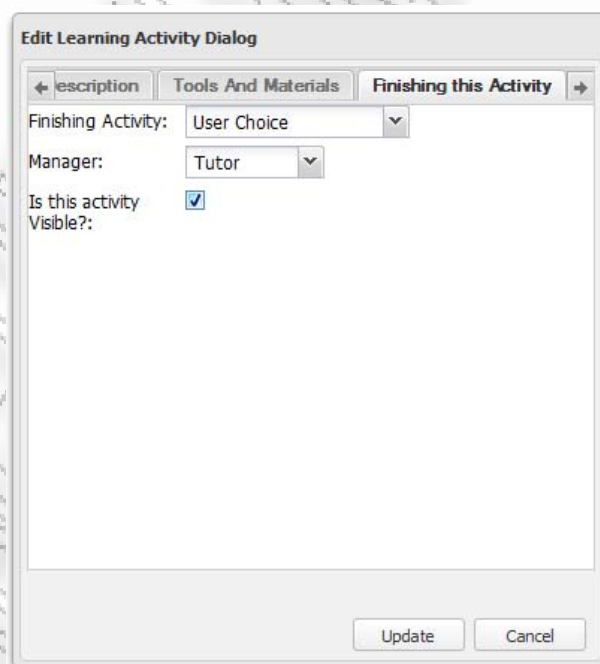 Edit Learning Activity Dialog
escription Tools And Materials Finishing this Activity
Finishing Activity: User Choice
Manager: Tutor
Is this activity
Visible?:
Update Cancel